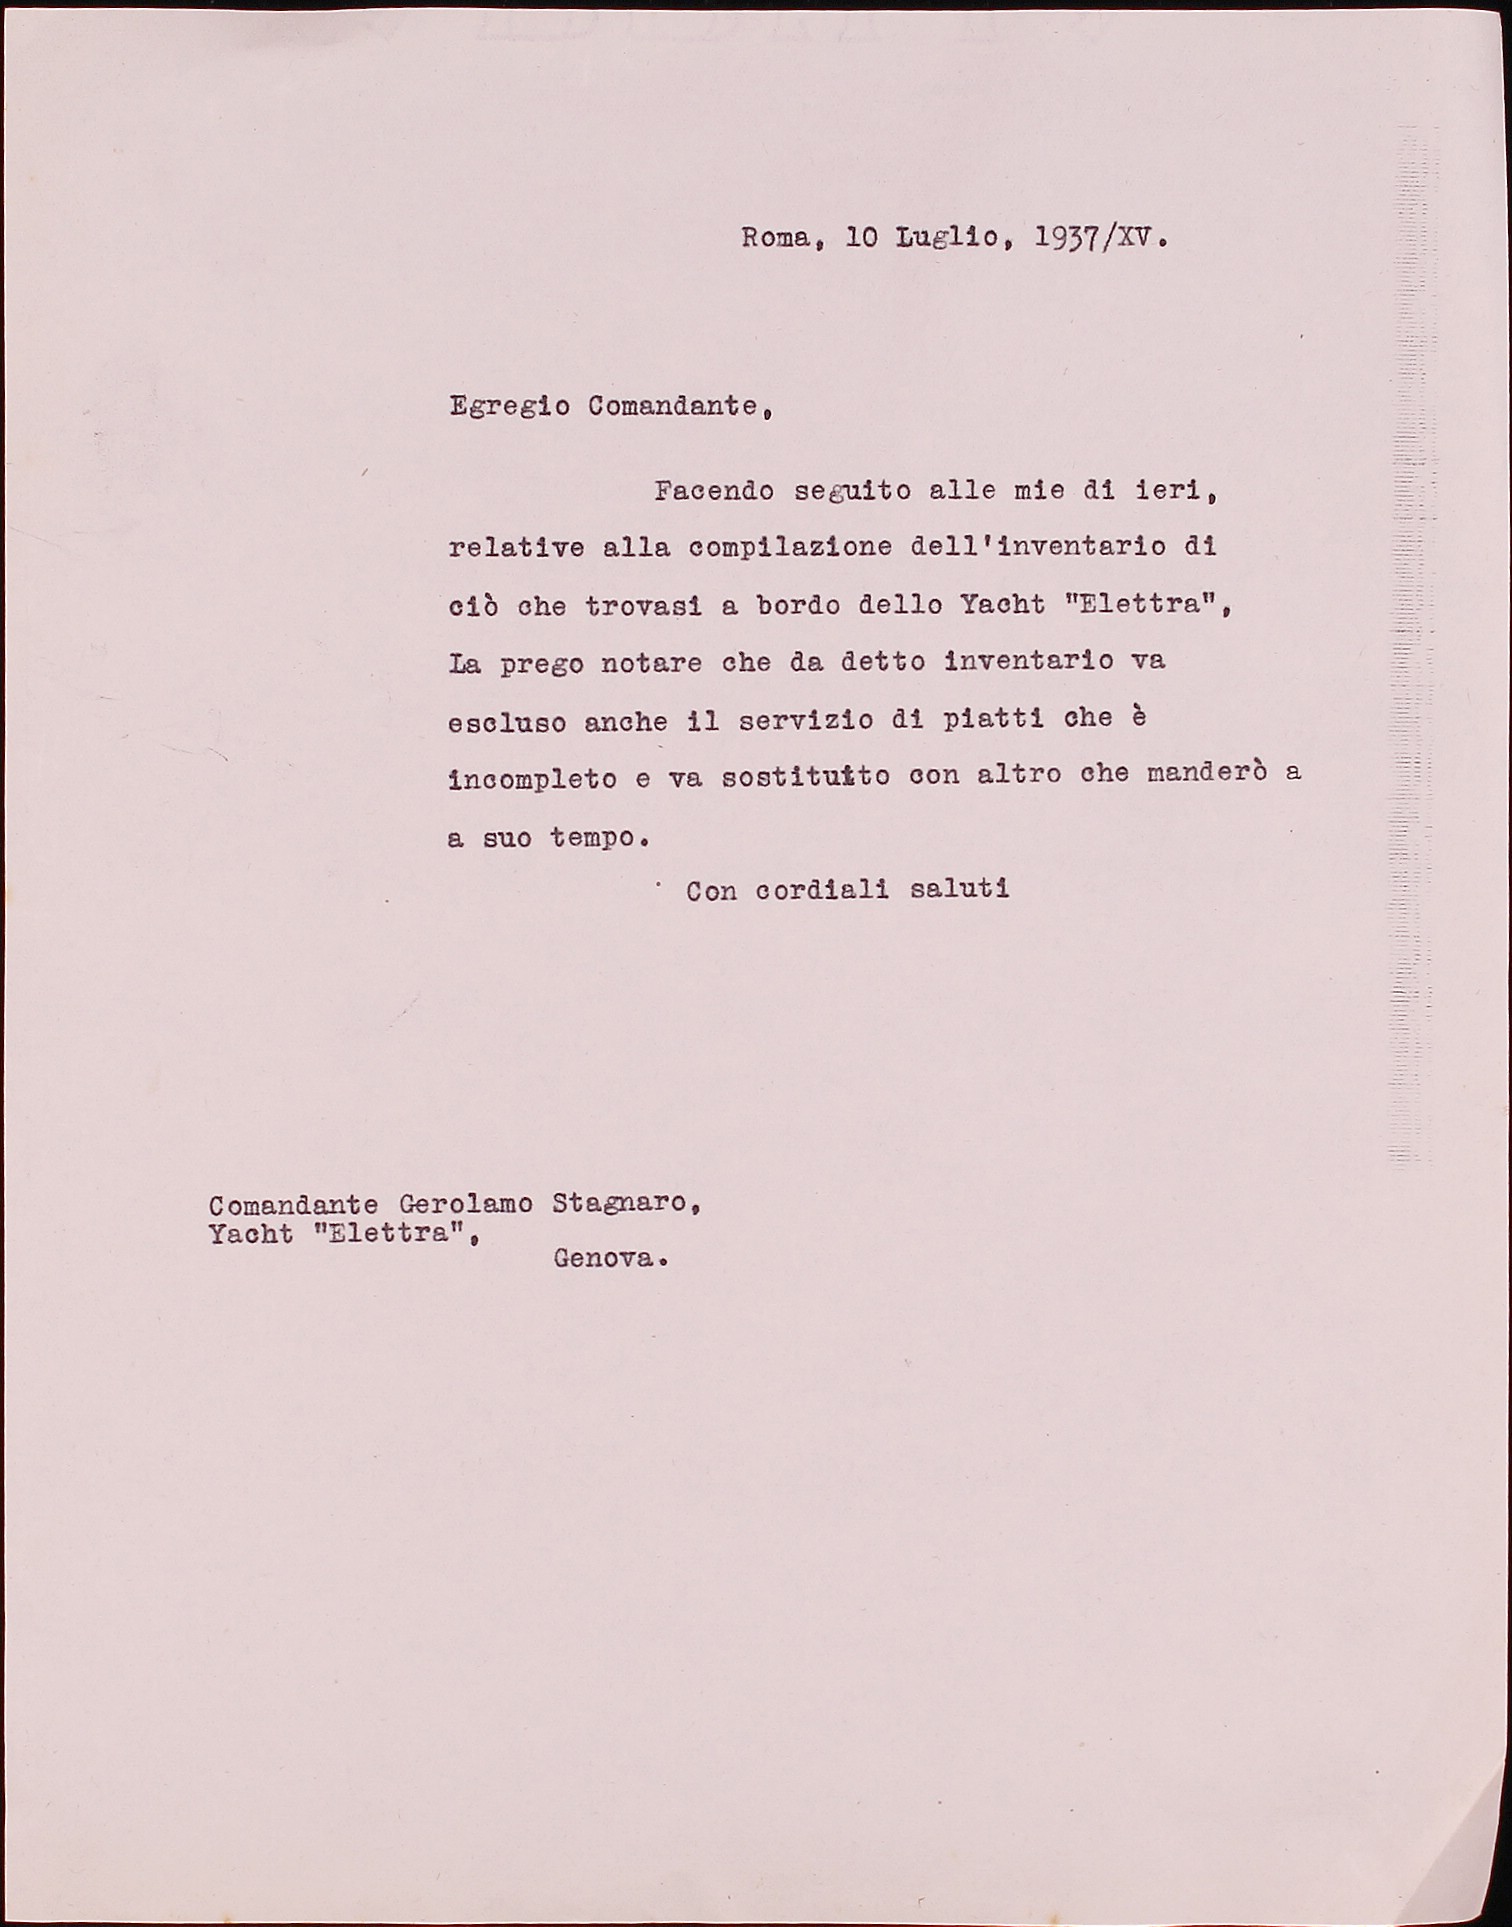 Roma, 10 Luglio, 1937/XV.
Egregio Comandante,
Facendo seguito alle mie di ieri,
relative alla compilazione dell'inventario di
ciò che trovasi a bordo dello Yacht "Elettra",
La prego notare che da detto inventario va
escluso anche il servizio di piatti che è
incompleto e va sostituito con altro che manderò a
a suo tempo.
Con cordiali saluti
Comandante Gerolamo Stagnaro,
Yacht "Elettra",
Genova.